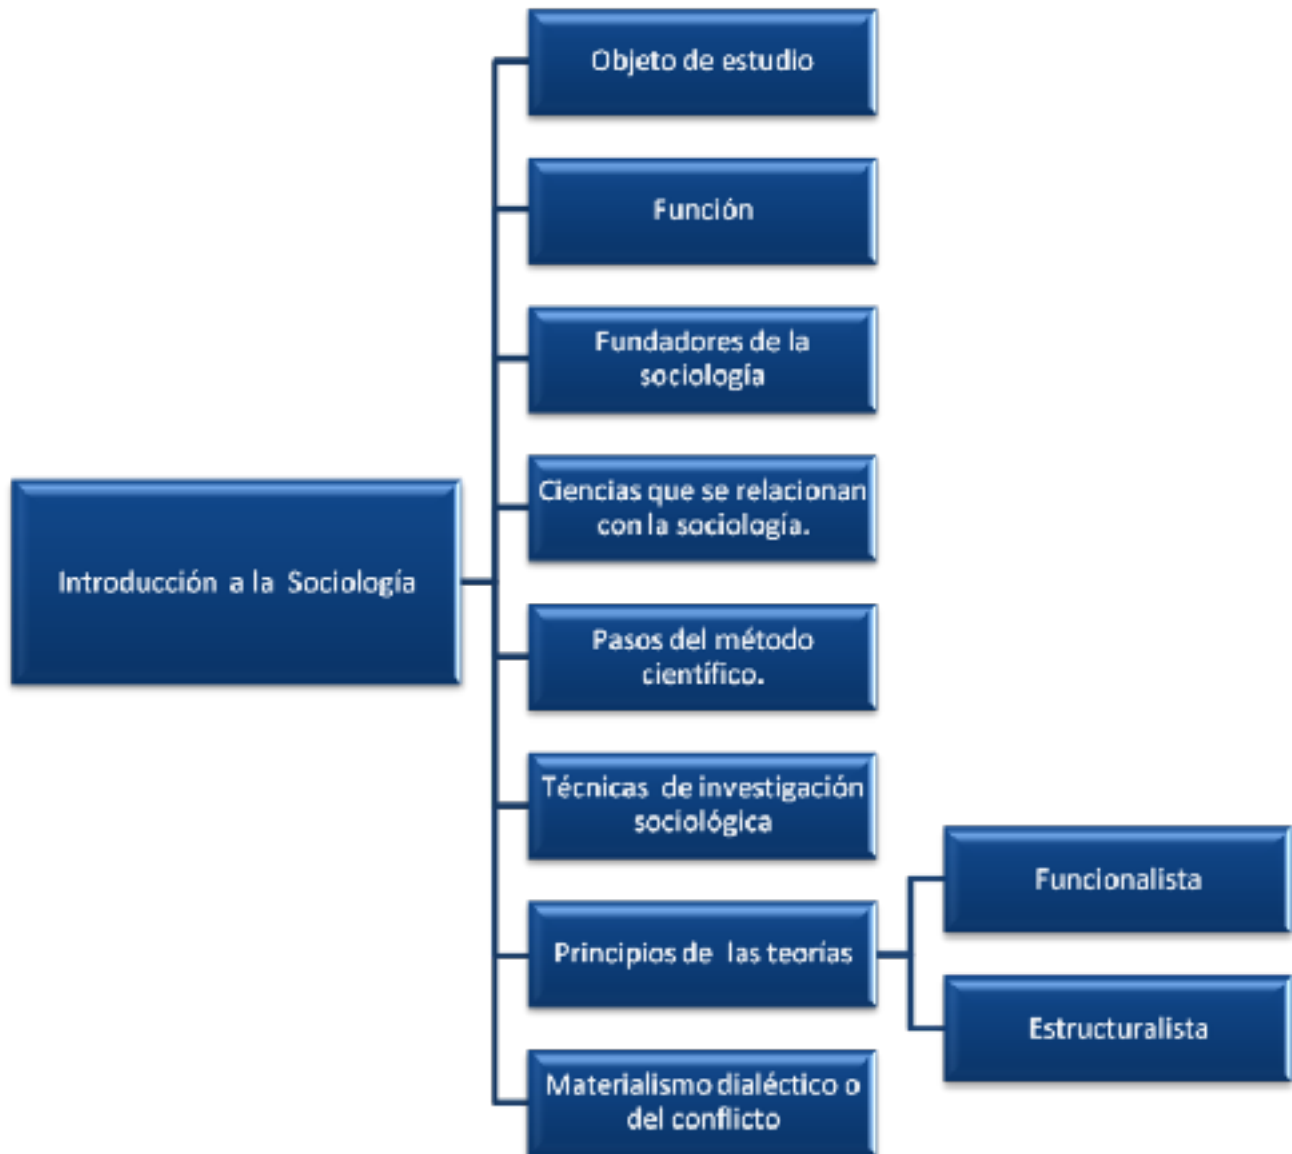 Objeto de estudio
Función
Fundadores de la
sociología
Ciencias que se relacionan
con la sociología.
Introducción a la Sociología
Pasos del método
científico.
Técnicas de investigación
sociológica
Principios de las teorías
Funcionalista
Estructuralista
Materialismo dialéctico o
del conflicto